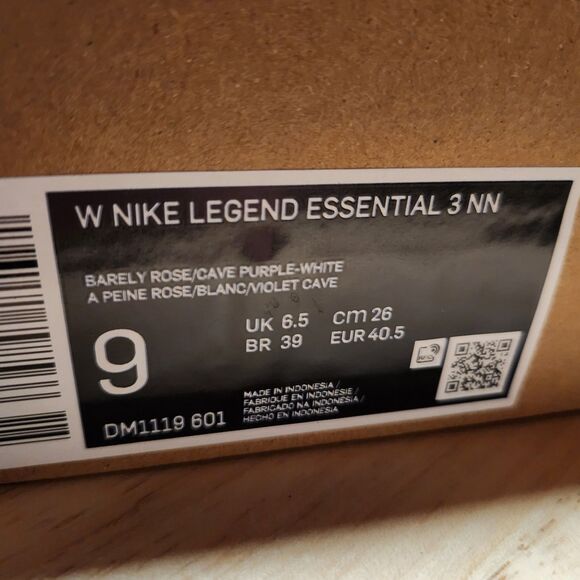 W NIKE LEGEND ESSENTIAL 3 NN
BARELY ROSE/CAVE PURPLE-WHITE
A PEINE ROSE/BLANC/VIOLET CAVE
9
UK 6.5 cm 26
BR 39 EUR 40.5
DM1119 601
MADE IN INDONESIA /
FABRIQUE EN INDONESIE /
FABRICADO NA INDONESIA /
HECHO EN INDONESIA